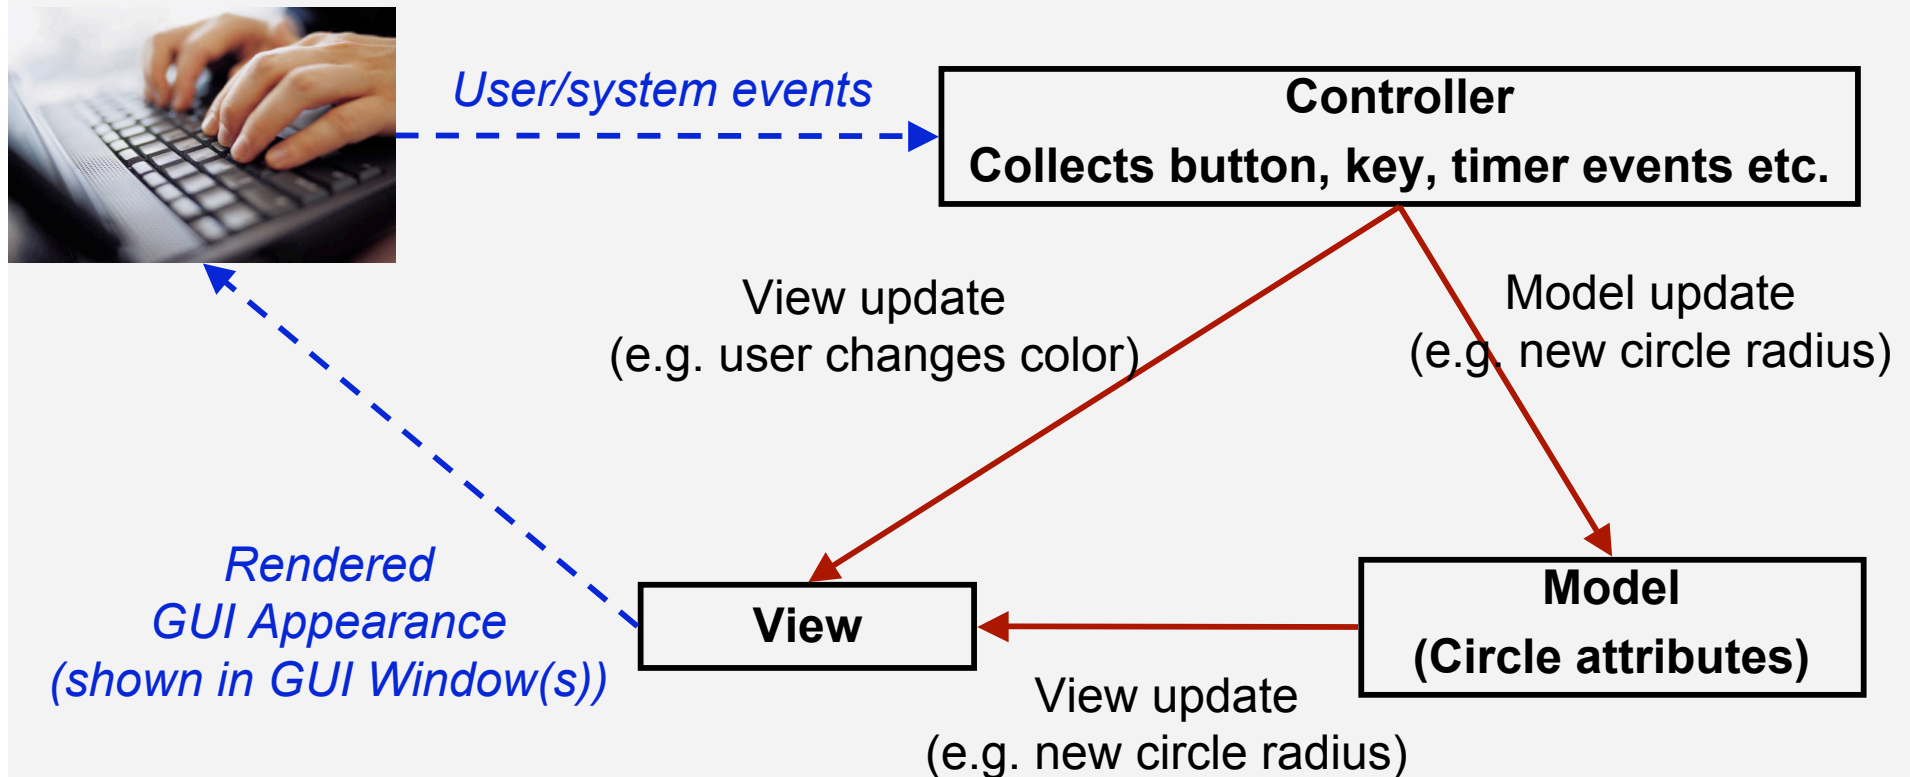 User/system events
Controller
Collects button, key, timer events etc.
View update
(e.g. user changes color)
Model update
(e.g. new circle radius)
Rendered
GUI Appearance
(shown in GUI Window(s))
View
Model
(Circle attributes)
View update
(e.g. new circle radius)